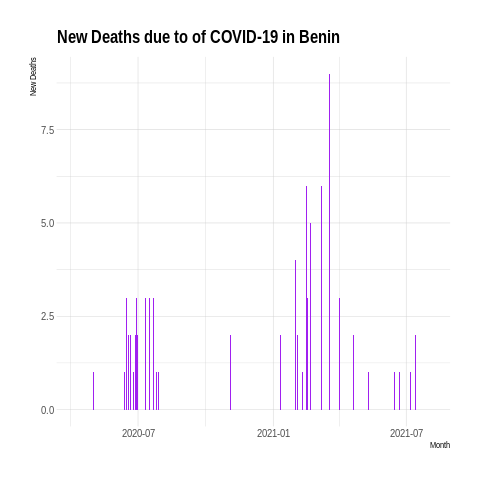 New Deaths due to of COVID-19 in Benin
New Deaths
7.5
5.0
2.5
0.0
2020-07
2021-01
2021-07
Month